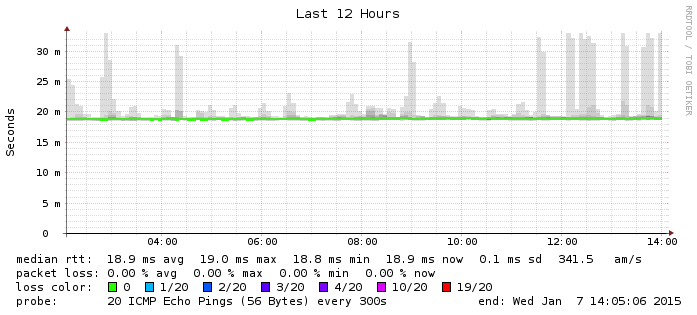 Last 12 Hours
RRDTOOL / TOBI OETIKER
Seconds
30 m
25 m
20 m
15 m
10 m
5 m
0
04:00 06:00 08:00 10:00 12:00 14:00
median rtt: 18.9 ms avg 19.0 ms max 18.8 ms min 18.9 ms now 0.1 ms sd 341.5 am/s
packet loss: 0.00 % avg 0.00 % max 0.00 % min 0.00 % now
loss color: 0 1/20 2/20 3/20 4/20 10/20 19/20
probe: 20 ICMP Echo Pings (56 Bytes) every 300s end: Wed Jan 7 14:05:06 2015